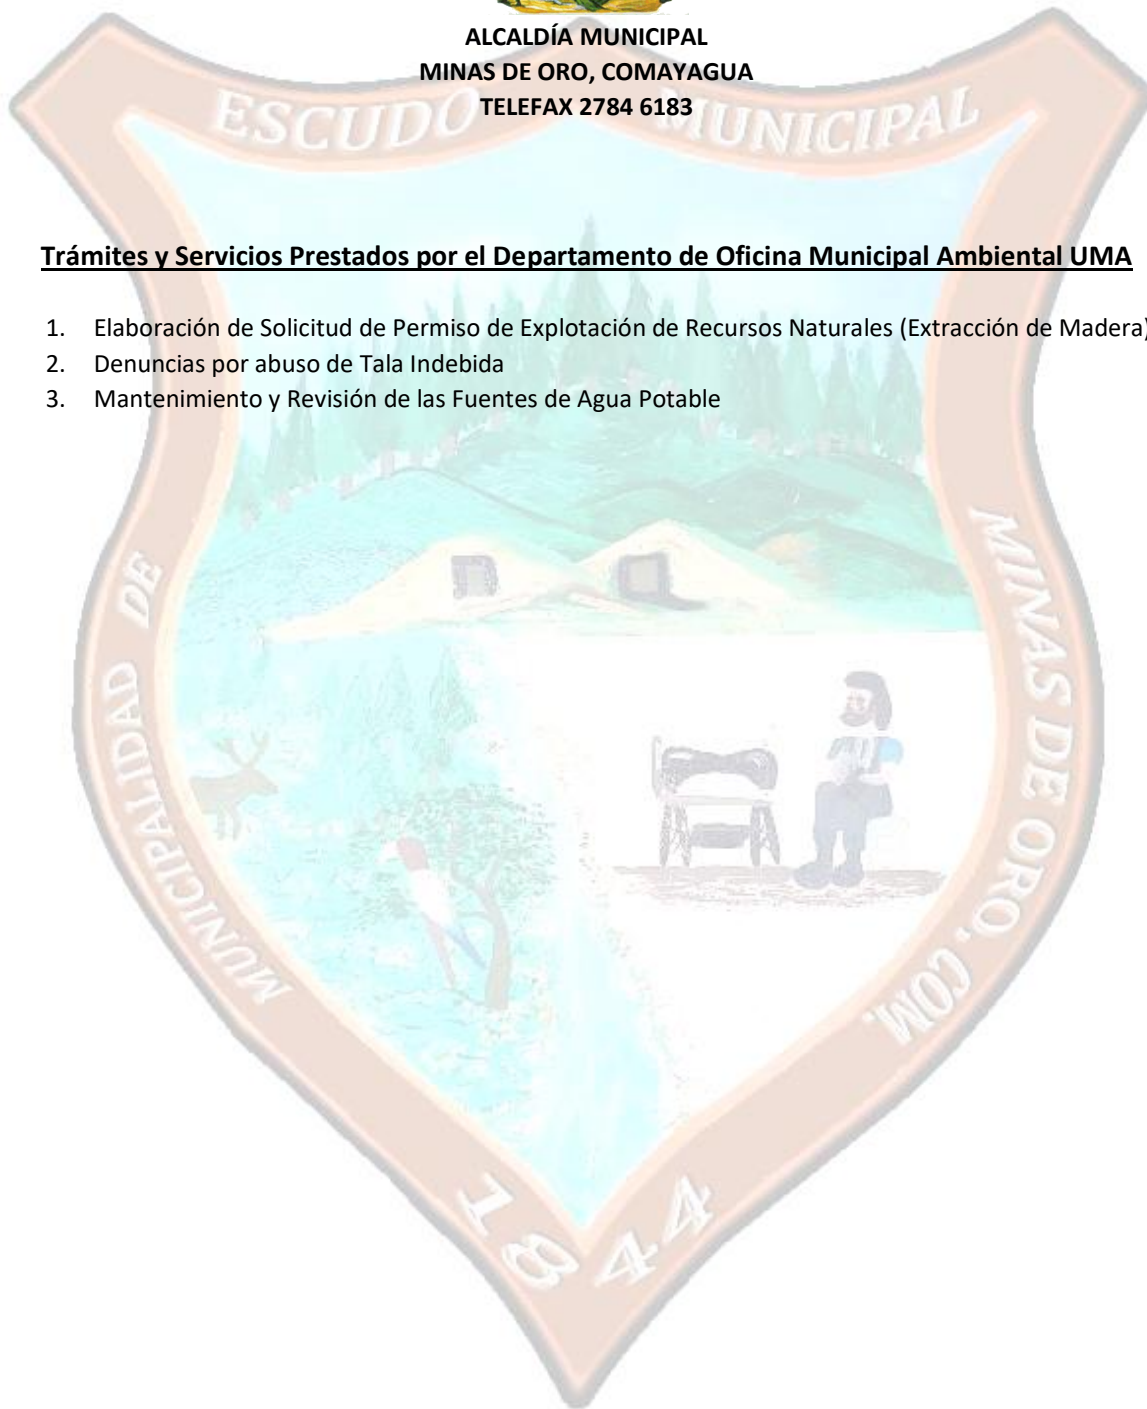 ALCALDÍA MUNICIPAL
MINAS DE ORO, COMAYAGUA
TELEFAX 2784 6183
ESCUDO MUNICIPAL
Trámites y Servicios Prestados por el Departamento de Oficina Municipal Ambiental UMA
1. Elaboración de Solicitud de Permiso de Explotación de Recursos Naturales (Extracción de Madera)
2. Denuncias por abuso de Tala Indebida
3. Mantenimiento y Revisión de las Fuentes de Agua Potable
MUNICIPALIDAD DE
MINAS DE ORO, COM.
1844